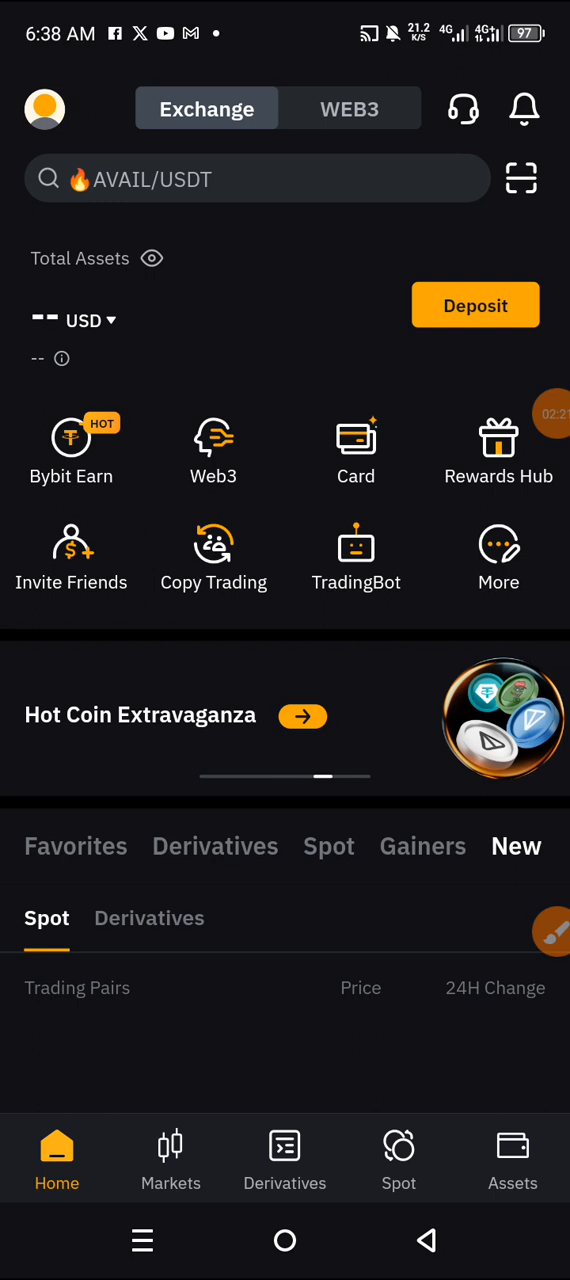 6:38 AM 21.2 K/S 4G 4G+ 97
Exchange WEB3
🔥AVAIL/USDT
Total Assets
-- USD
Deposit
--
HOT
02:21
Bybit Earn Web3 Card Rewards Hub
Invite Friends Copy Trading TradingBot More
Hot Coin Extravaganza
Favorites Derivatives Spot Gainers New
Spot Derivatives
Trading Pairs Price 24H Change
Home Markets Derivatives Spot Assets